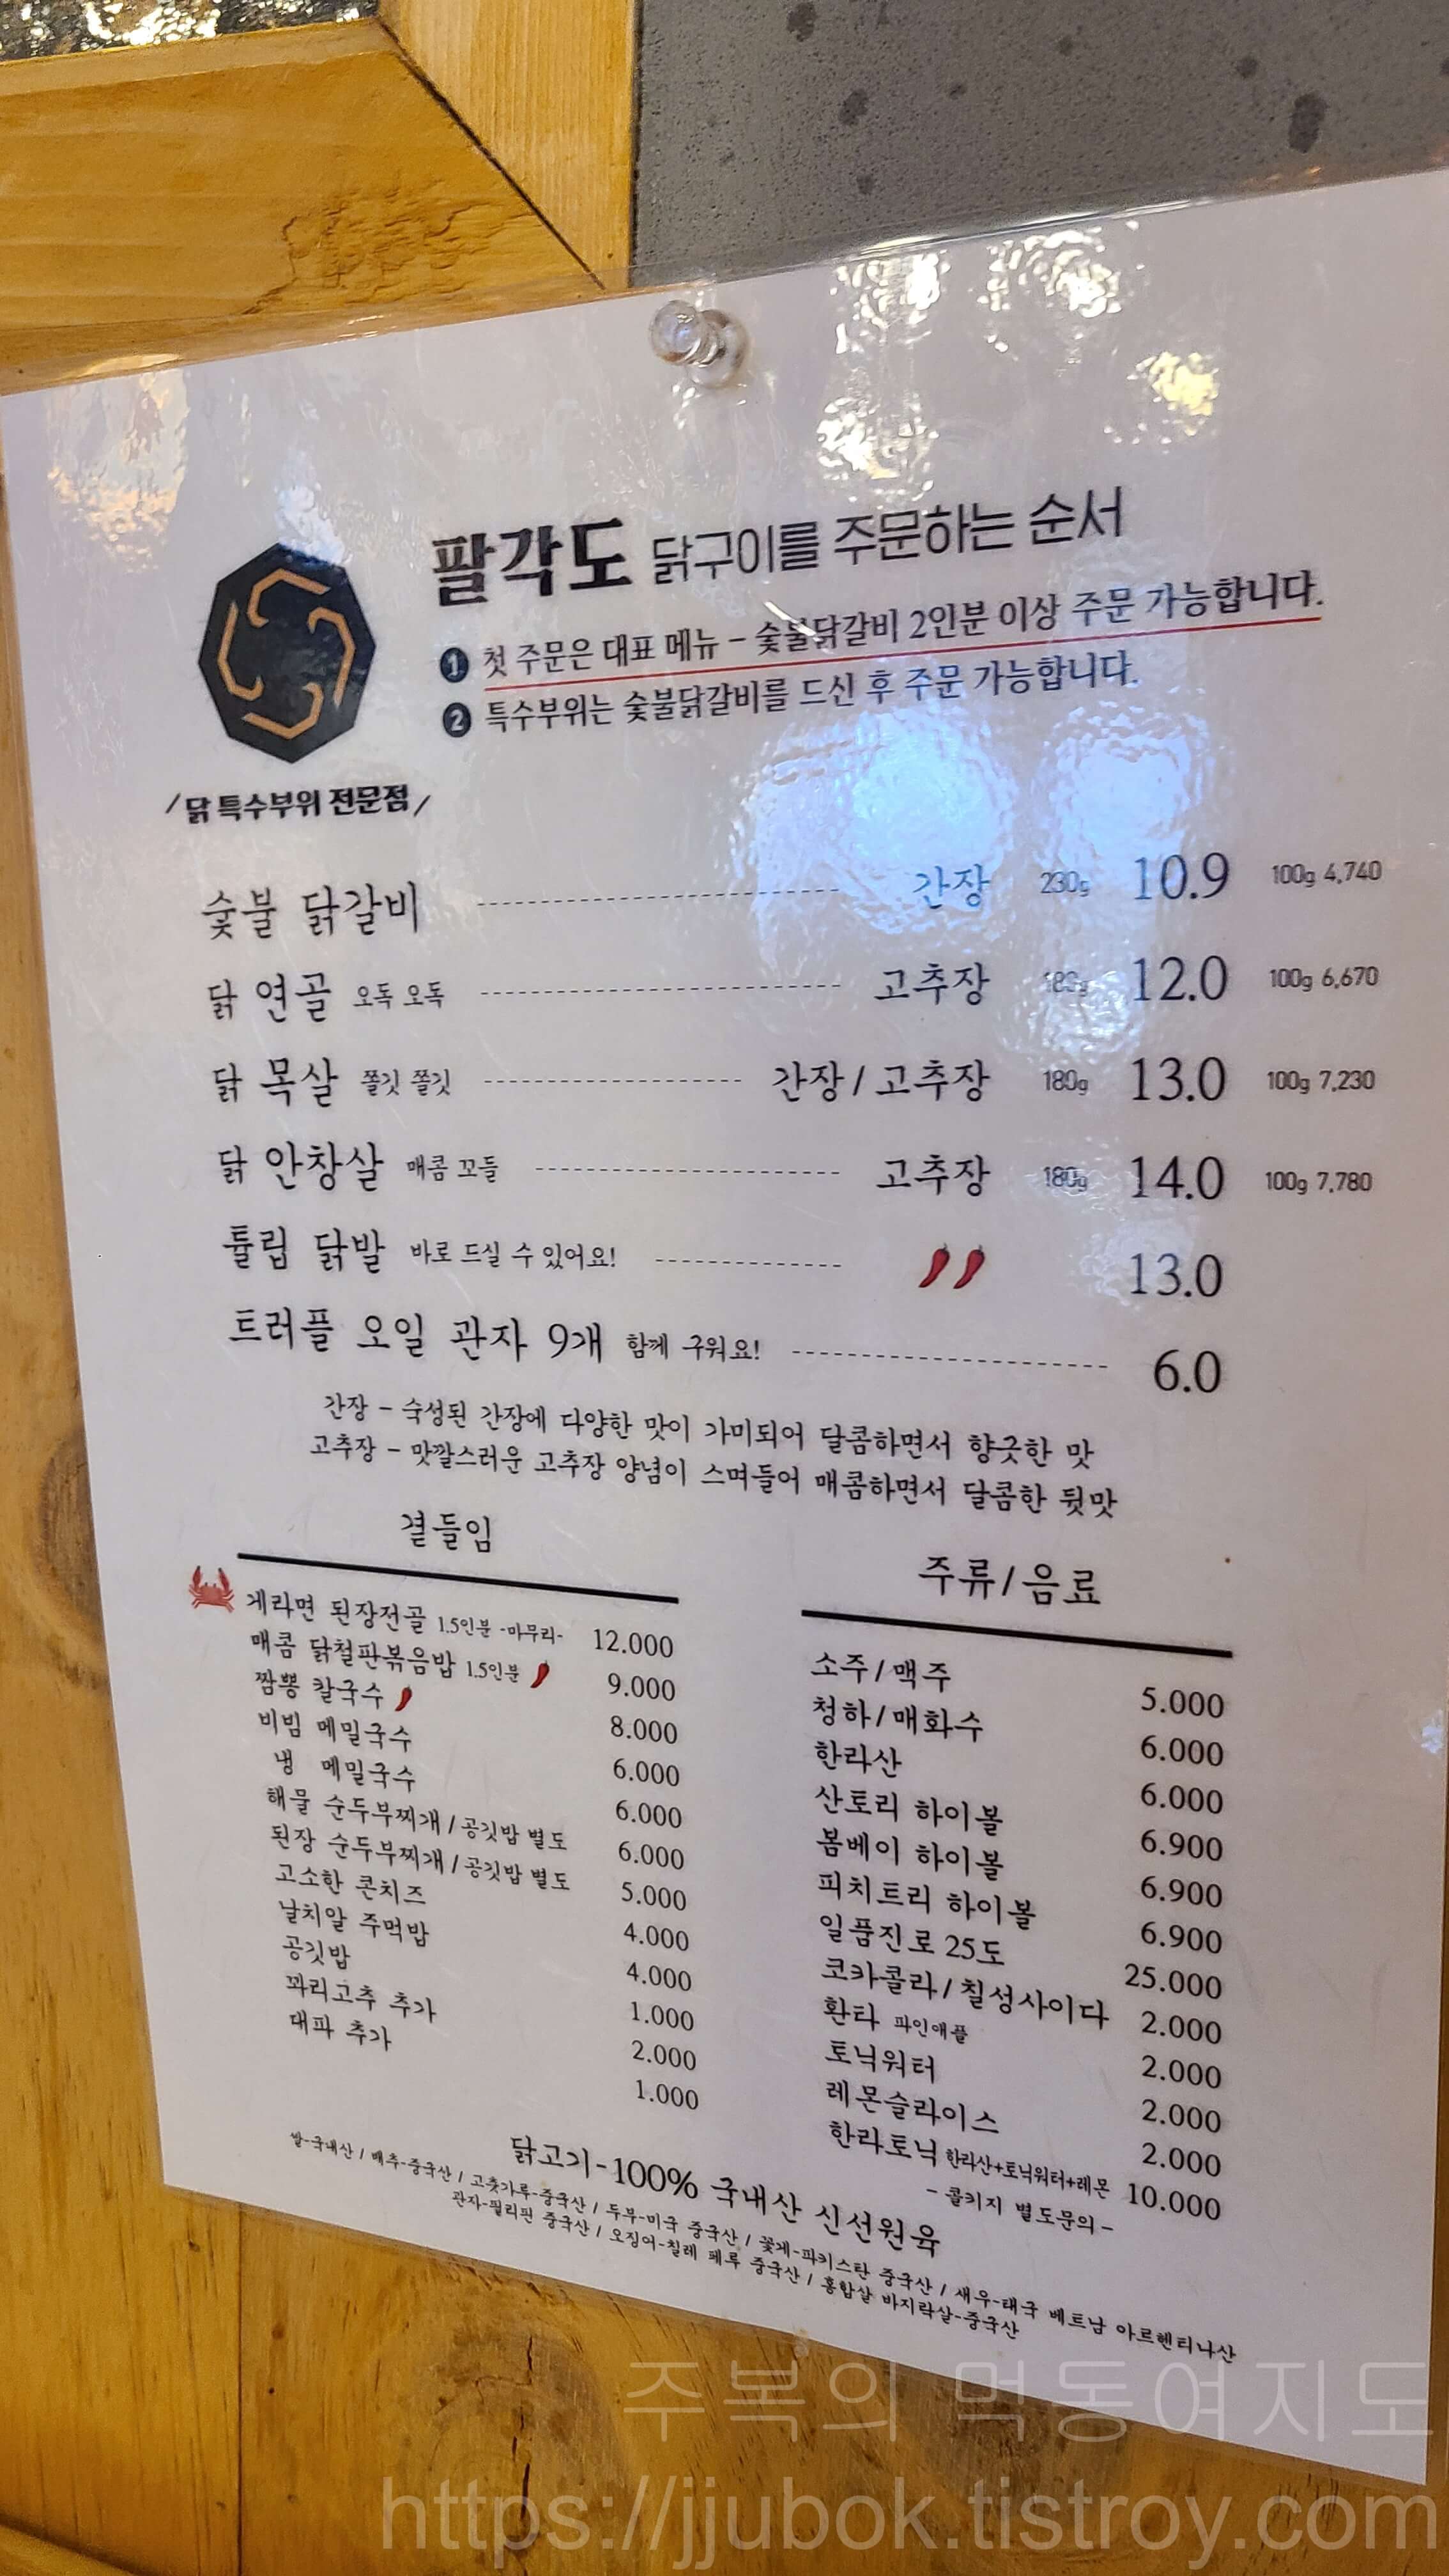 팔각도 닭구이를 주문하는 순서
1 첫 주문은 대표 메뉴 - 숯불닭갈비 2인분 이상 주문 가능합니다.
2 특수부위는 숯불닭갈비를 드신 후 주문 가능합니다.
/닭 특수부위 전문점/
숯불 닭갈비 간장 230g 10.9 100g 4,740
닭 연골 오독 오독 고추장 12.0 100g 6,670
닭 목살 쫄깃 쫄깃 간장/고추장 180g 13.0 100g 7,230
닭 안창살 매콤 꼬들 고추장 180g 14.0 100g 7,780
튤립 닭발 바로 드실 수 있어요! 13.0
트러플 오일 관자 9개 함께 구워요! 6.0
간장 - 숙성된 간장에 다양한 맛이 가미되어 달콤하면서 향긋한 맛
고추장 - 맛깔스러운 고추장 양념이 스며들어 매콤하면서 달콤한 뒷맛
곁들임
게라면 된장전골 1.5인분 -마무리- 12.000
매콤 닭철판볶음밥 1.5인분 9.000
짬뽕 칼국수 8.000
비빔 메밀국수 6.000
냉 메밀국수 6.000
해물 순두부찌개/공깃밥 별도 6.000
된장 순두부찌개/공깃밥 별도 5.000
고소한 콘치즈 4.000
날치알 주먹밥 4.000
공깃밥 1.000
꽈리고추 추가 2.000
대파 추가 1.000
주류/음료
소주/맥주 5.000
청하/매화수 6.000
한라산 6.000
산토리 하이볼 6.900
봄베이 하이볼 6.900
피치트리 하이볼 6.900
일품진로 25도 25.000
코카콜라/칠성사이다 2.000
환타 파인애플 2.000
토닉워터 2.000
레몬슬라이스 2.000
한라토닉 한라산+토닉워터+레몬 10.000
- 콜키지 별도문의 -
닭고기-100% 국내산 신선원육
쌀-국내산 / 배추-중국산 / 고춧가루-중국산 / 두부-미국 중국산 / 꽃게-파키스탄 중국산 / 새우-태국 베트남 아르헨티나산
관자-필리핀 중국산 / 오징어-칠레 페루 중국산 / 홍합살 바지락살-중국산
주복의 먹동여지도
https://jjubok.tistroy.com